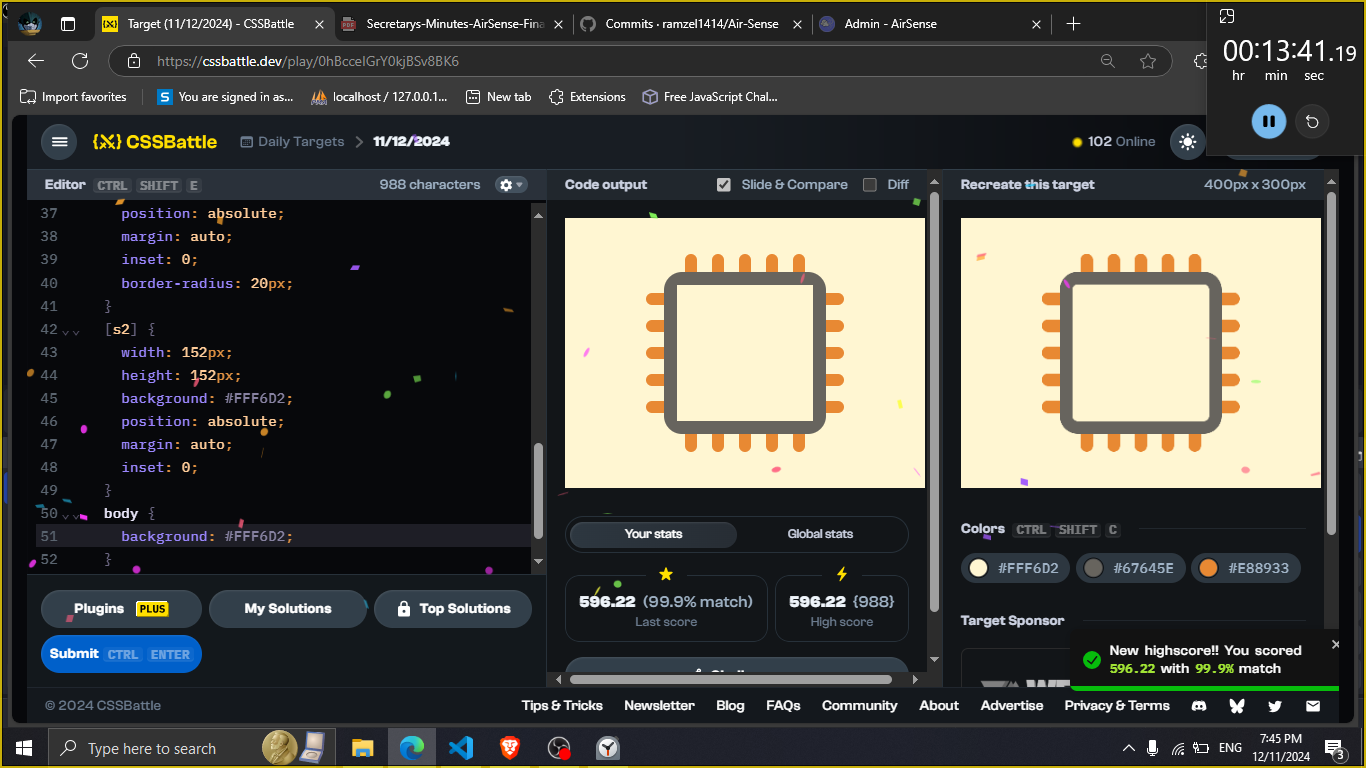 Target (11/12/2024) - CSSBattle
Secretarys-Minutes-AirSense-Fina
Commits · ramzel1414/Air-Sense
Admin - AirSense
00:13:41.19
hr min sec
https://cssbattle.dev/play/0hBcceIGrY0kjBSv8BK6
Import favorites
You are signed in as...
localhost / 127.0.0.1...
New tab
Extensions
Free JavaScript Chal...
CSSBattle
Daily Targets
11/12/2024
102 Online
Editor CTRL SHIFT E
988 characters
Code output
Slide & Compare
Diff
Recreate this target
400px x 300px
37 position: absolute;
38 margin: auto;
39 inset: 0;
40 border-radius: 20px;
41 }
42 [s2] {
43 width: 152px;
44 height: 152px;
45 background: #FFF6D2;
46 position: absolute;
47 margin: auto;
48 inset: 0;
49 }
50 body {
51 background: #FFF6D2;
52 }
Plugins PLUS
My Solutions
Top Solutions
Submit CTRL ENTER
Your stats
Global stats
596.22 (99.9% match)
Last score
596.22 {988}
High score
Colors CTRL SHIFT C
#FFF6D2
#67645E
#E88933
Target Sponsor
New highscore!! You scored
596.22 with 99.9% match
© 2024 CSSBattle
Tips & Tricks
Newsletter
Blog
FAQs
Community
About
Advertise
Privacy & Terms
Type here to search
ENG
7:45 PM
12/11/2024
3